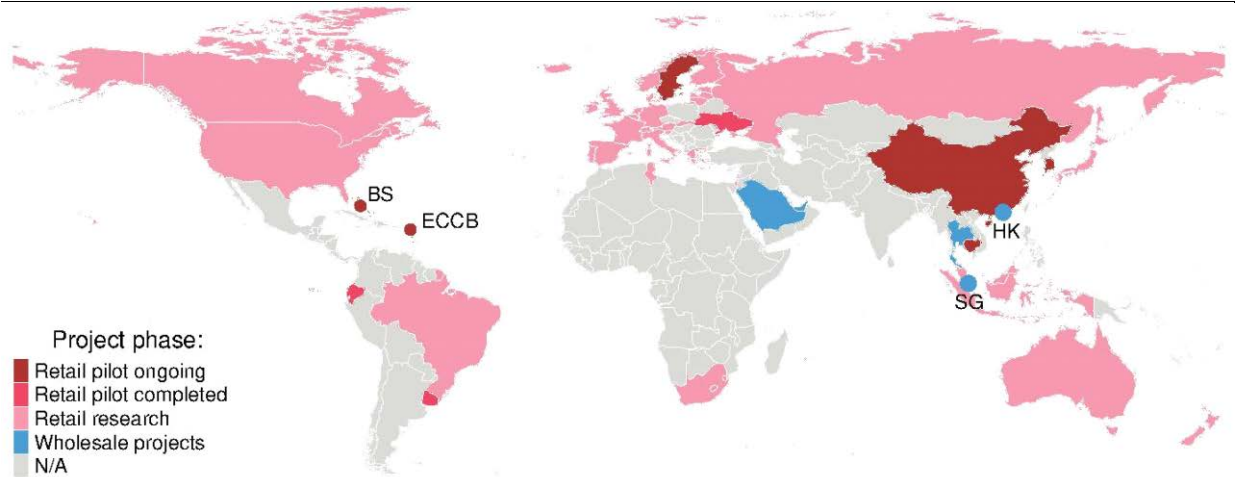 BS
ECCB
HK
SG
Project phase:
Retail pilot ongoing
Retail pilot completed
Retail research
Wholesale projects
N/A